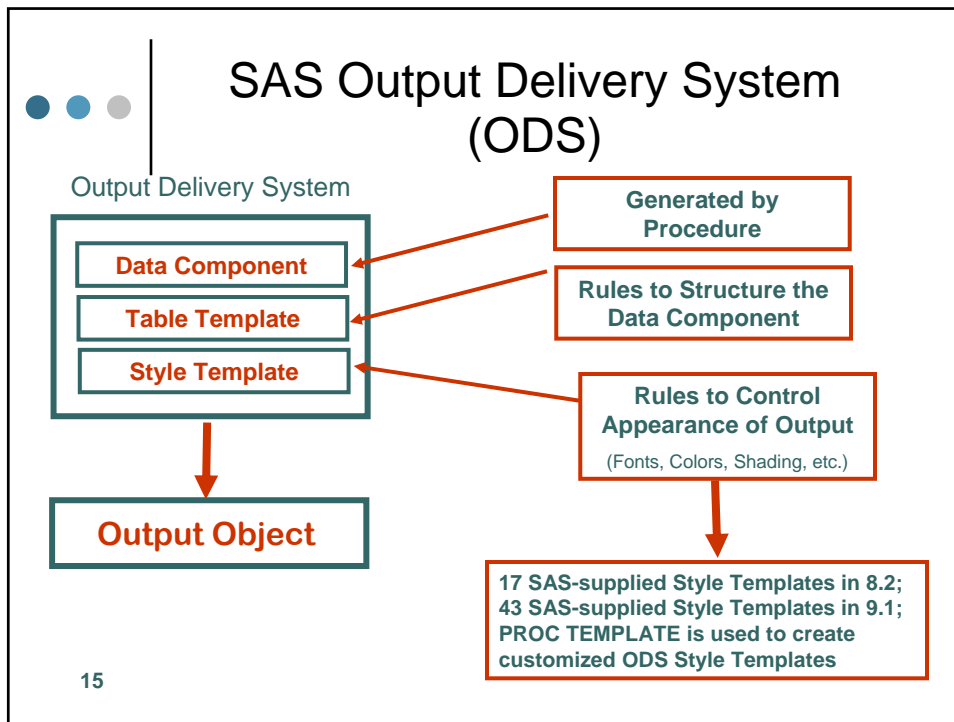 SAS Output Delivery System
(ODS)
Output Delivery System
Data Component
Table Template
Style Template
Output Object
Generated by
Procedure
Rules to Structure the
Data Component
Rules to Control
Appearance of Output
(Fonts, Colors, Shading, etc.)
17 SAS-supplied Style Templates in 8.2;
43 SAS-supplied Style Templates in 9.1;
PROC TEMPLATE is used to create
customized ODS Style Templates
15